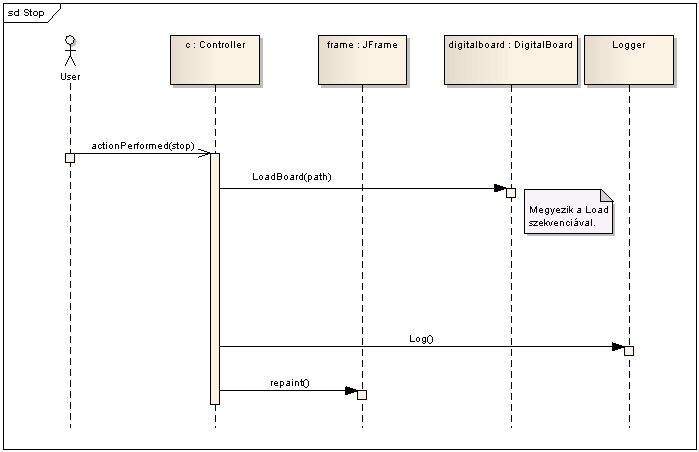 sd Stop
User
c : Controller
frame : JFrame
digitalboard : DigitalBoard
Logger
actionPerformed(stop)
LoadBoard(path)
Megyezik a Load
szekvenciával.
Log()
repaint()